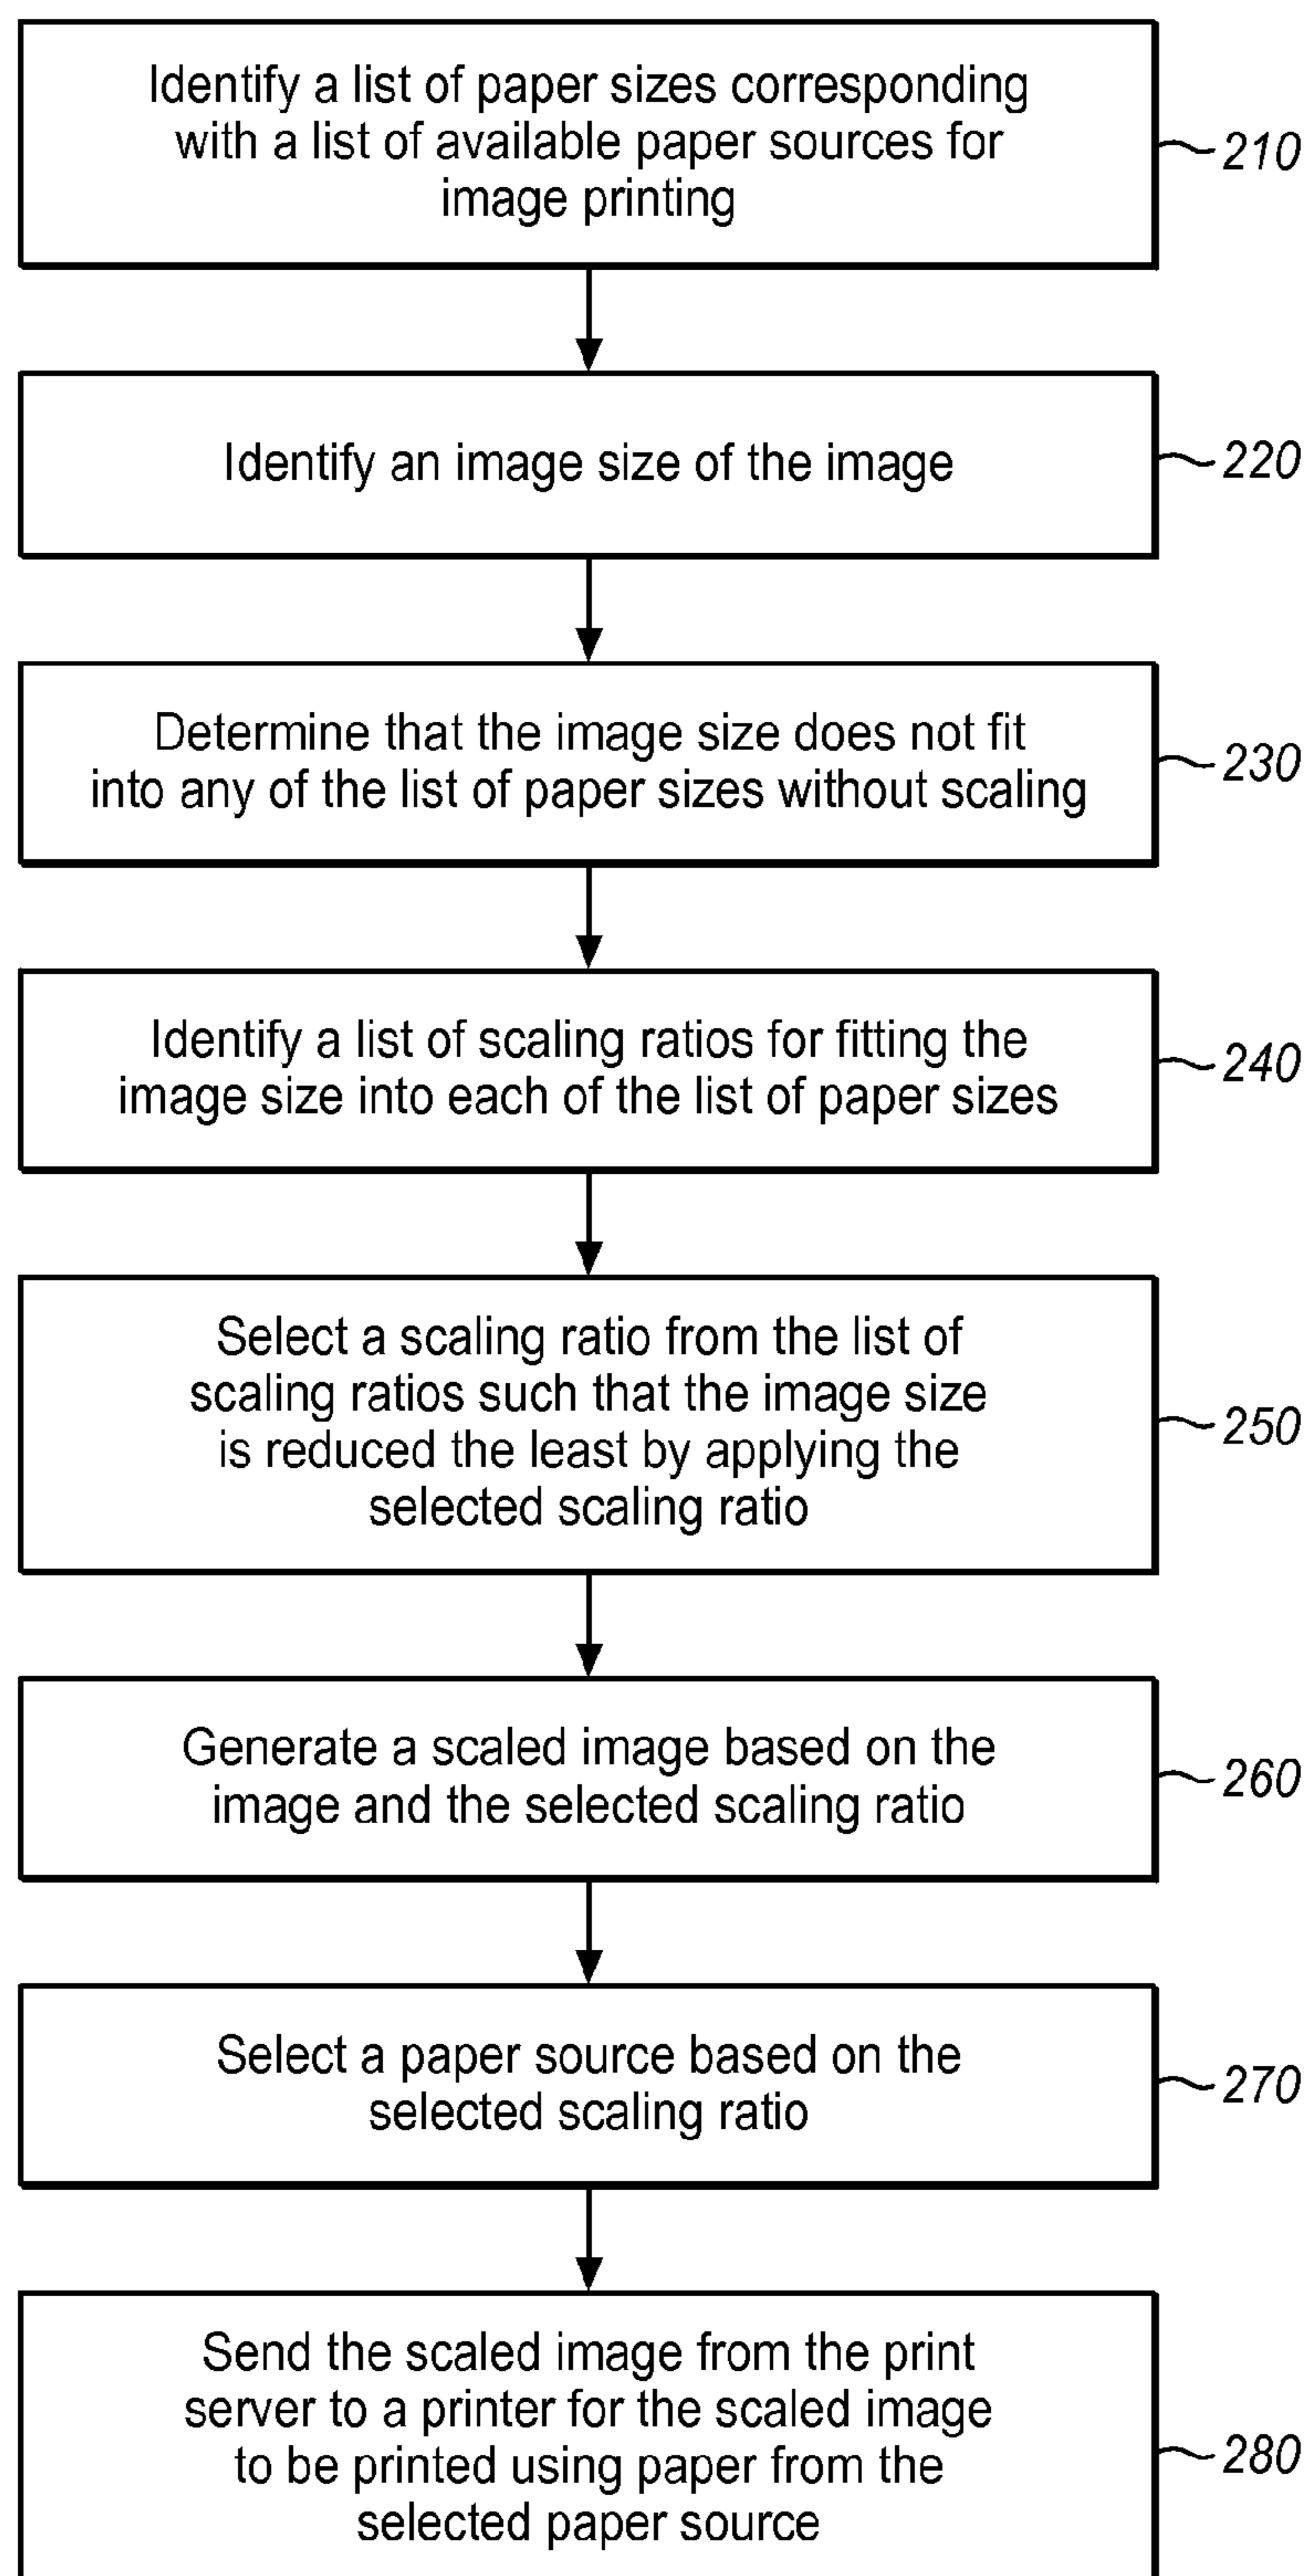 Identify a list of paper sizes corresponding
with a list of available paper sources for
image printing
210
Identify an image size of the image
220
Determine that the image size does not fit
into any of the list of paper sizes without scaling
230
Identify a list of scaling ratios for fitting the
image size into each of the list of paper sizes
240
Select a scaling ratio from the list of
scaling ratios such that the image size
is reduced the least by applying the
selected scaling ratio
250
Generate a scaled image based on the
image and the selected scaling ratio
260
Select a paper source based on the
selected scaling ratio
270
Send the scaled image from the print
server to a printer for the scaled image
to be printed using paper from the
selected paper source
280